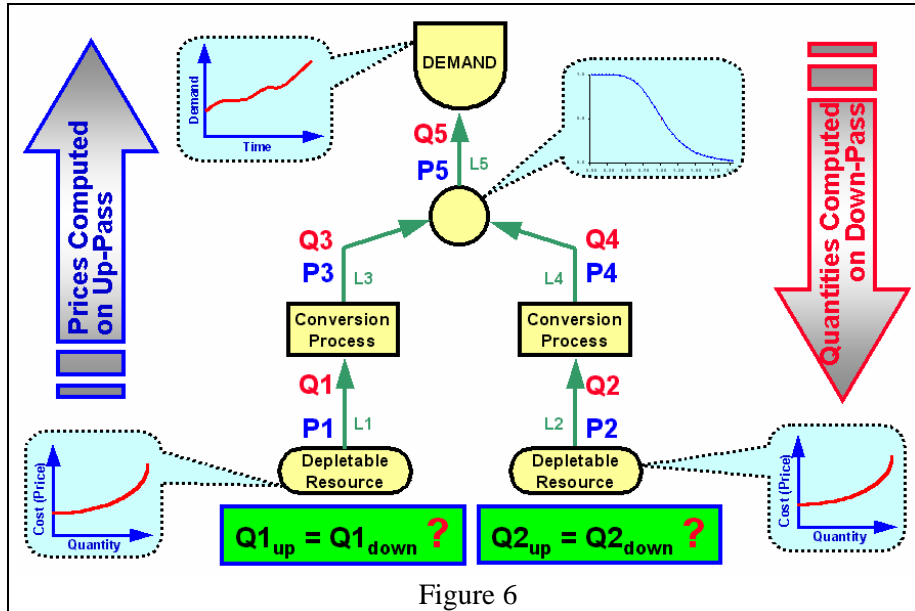 DEMAND
Demand
Time
Prices Computed
on Up-Pass
Quantities Computed
on Down-Pass
Q5
P5
L5
Q3
P3
L3
Q4
P4
L4
Conversion
Process
Conversion
Process
Q1
P1
L1
Q2
P2
L2
Depletable
Resource
Depletable
Resource
Cost (Price)
Quantity
Cost (Price)
Quantity
Q1up = Q1down ?
Q2up = Q2down ?
Figure 6